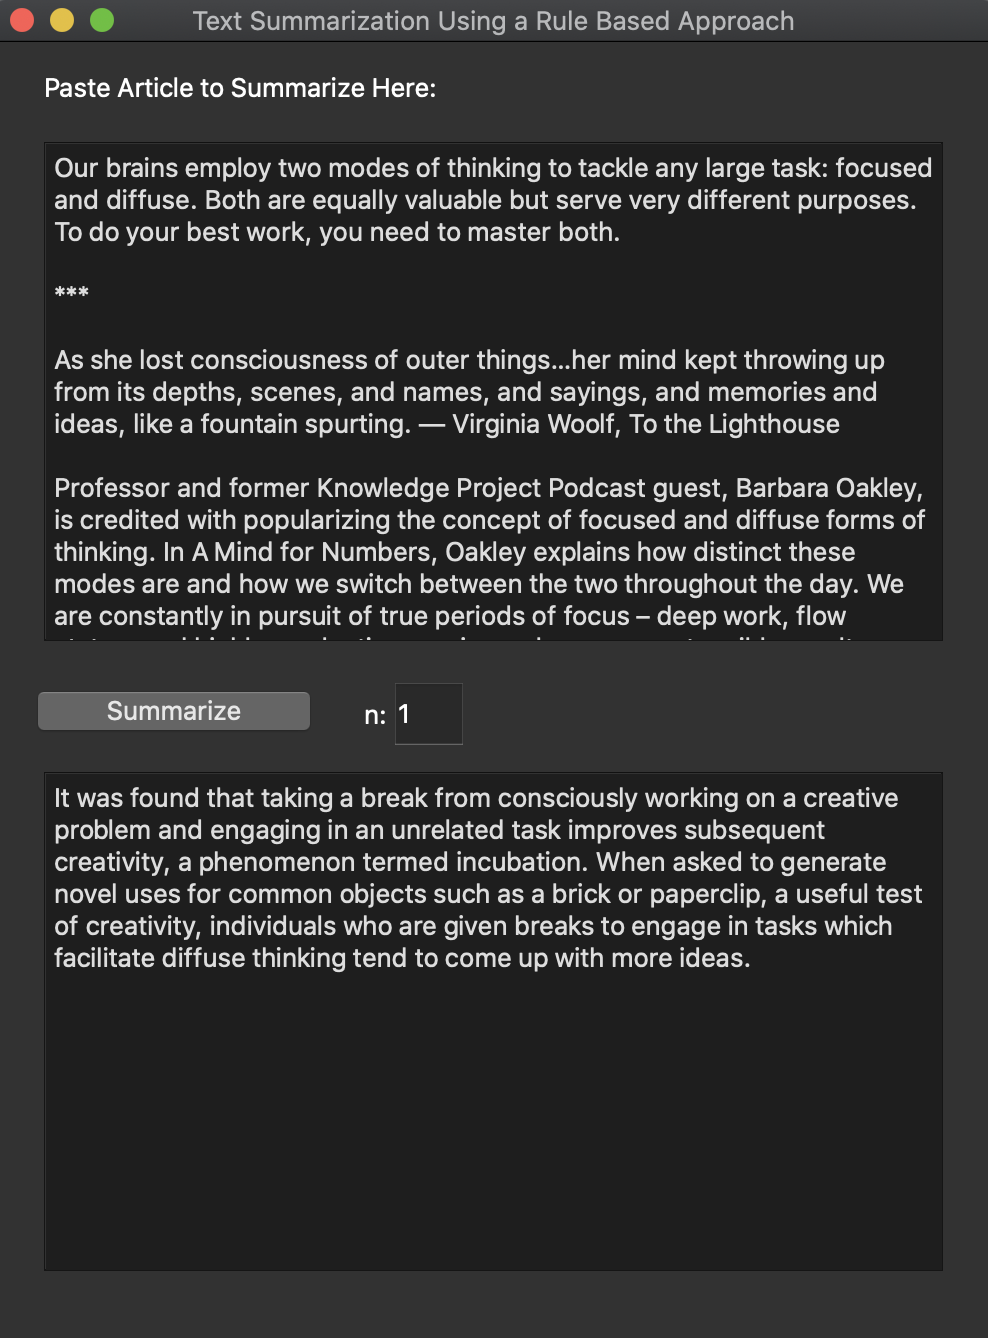 Text Summarization Using a Rule Based Approach
Paste Article to Summarize Here:
Our brains employ two modes of thinking to tackle any large task: focused
and diffuse. Both are equally valuable but serve very different purposes.
To do your best work, you need to master both.
***
As she lost consciousness of outer things...her mind kept throwing up
from its depths, scenes, and names, and sayings, and memories and
ideas, like a fountain spurting. — Virginia Woolf, To the Lighthouse
Professor and former Knowledge Project Podcast guest, Barbara Oakley,
is credited with popularizing the concept of focused and diffuse forms of
thinking. In A Mind for Numbers, Oakley explains how distinct these
modes are and how we switch between the two throughout the day. We
are constantly in pursuit of true periods of focus – deep work, flow
Summarize
n: 1
It was found that taking a break from consciously working on a creative
problem and engaging in an unrelated task improves subsequent
creativity, a phenomenon termed incubation. When asked to generate
novel uses for common objects such as a brick or paperclip, a useful test
of creativity, individuals who are given breaks to engage in tasks which
facilitate diffuse thinking tend to come up with more ideas.